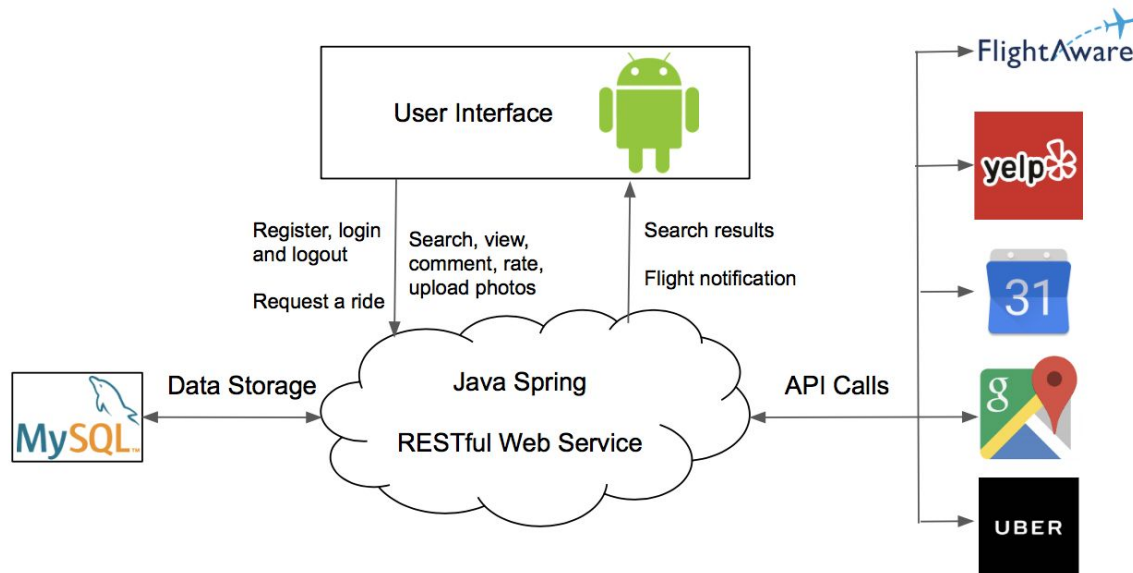 FlightAware
User Interface
yelp
Register, login
and logout
Request a ride
Search, view,
comment, rate,
upload photos
Search results
Flight notification
31
Data Storage
Java Spring
RESTful Web Service
API Calls
MySQL™
g
UBER